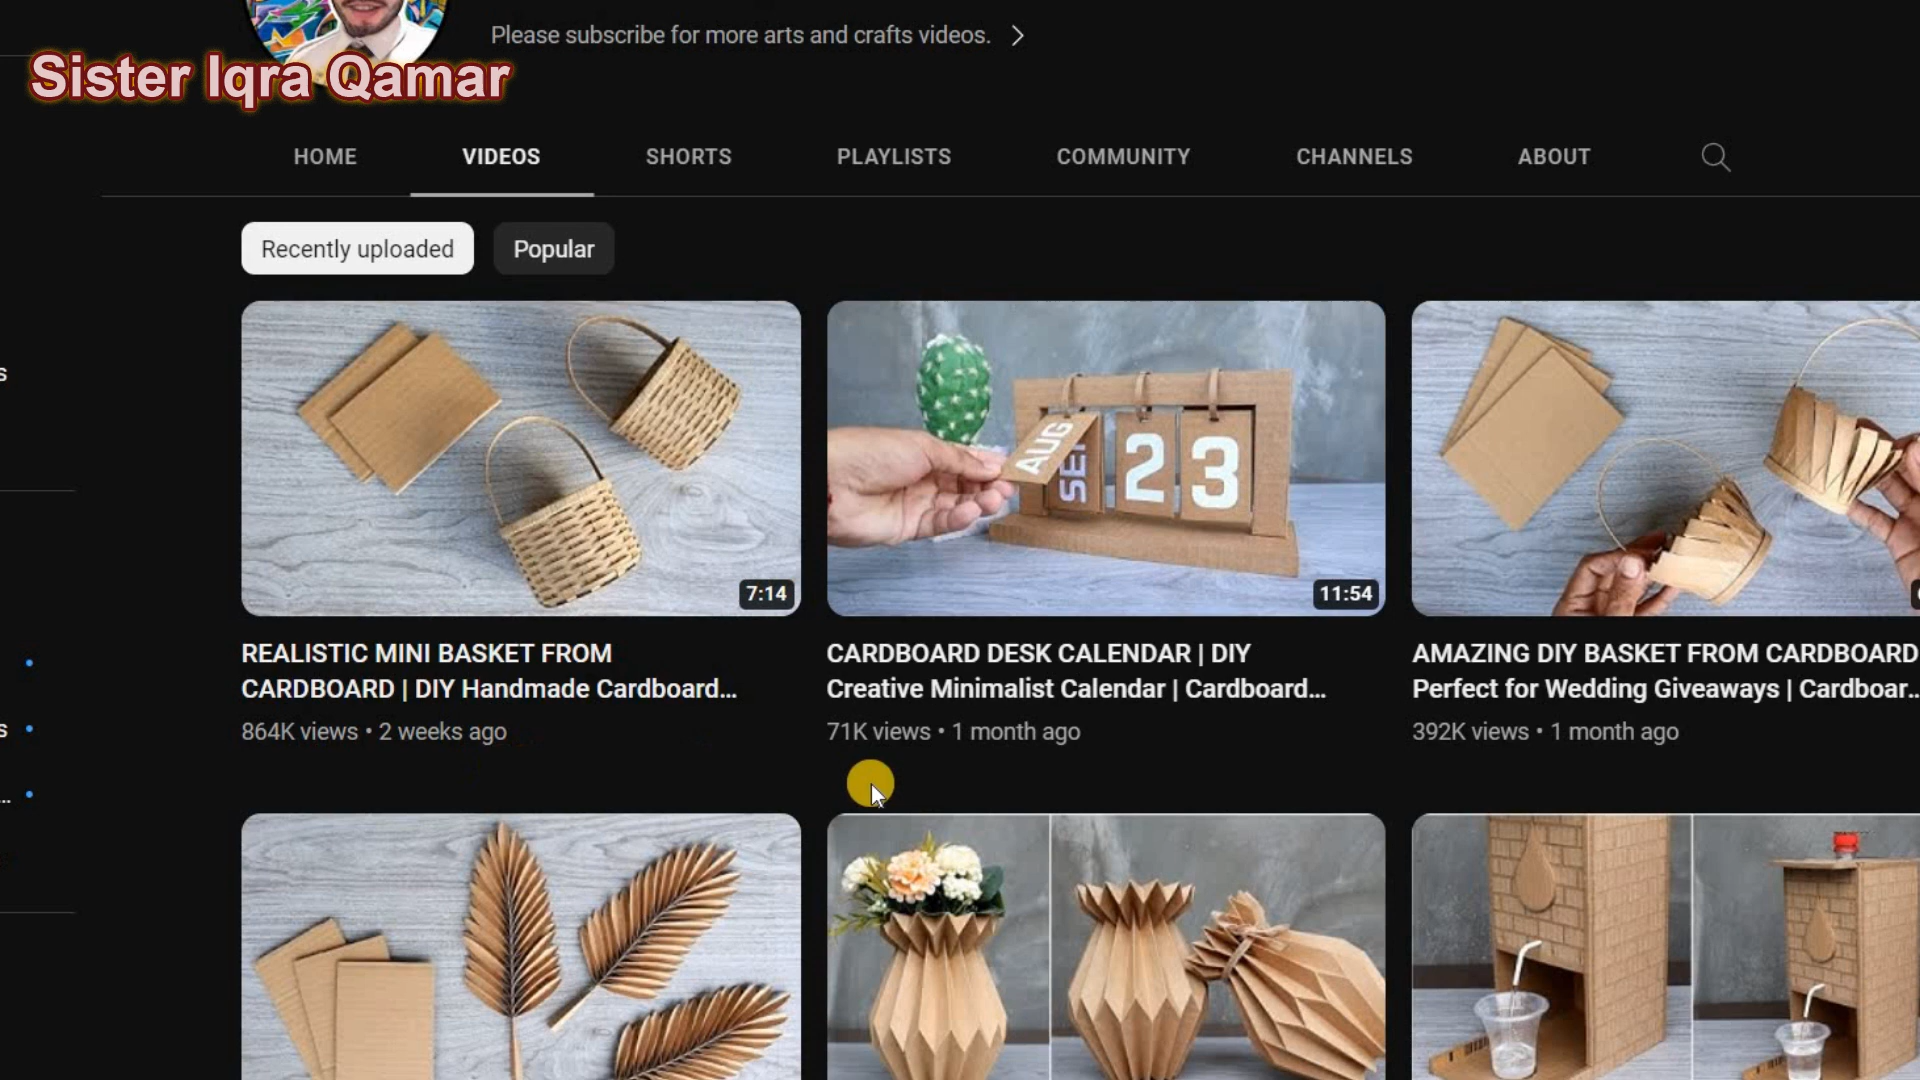 Please subscribe for more arts and crafts videos.
Sister Iqra Qamar
HOME VIDEOS SHORTS PLAYLISTS COMMUNITY CHANNELS ABOUT
Recently uploaded Popular
AUG
2 3
7:14
11:54
REALISTIC MINI BASKET FROM
CARDBOARD | DIY Handmade Cardboard...
864K views • 2 weeks ago
CARDBOARD DESK CALENDAR | DIY
Creative Minimalist Calendar | Cardboard...
71K views • 1 month ago
AMAZING DIY BASKET FROM CARDBOARD
Perfect for Wedding Giveaways | Cardboar...
392K views • 1 month ago